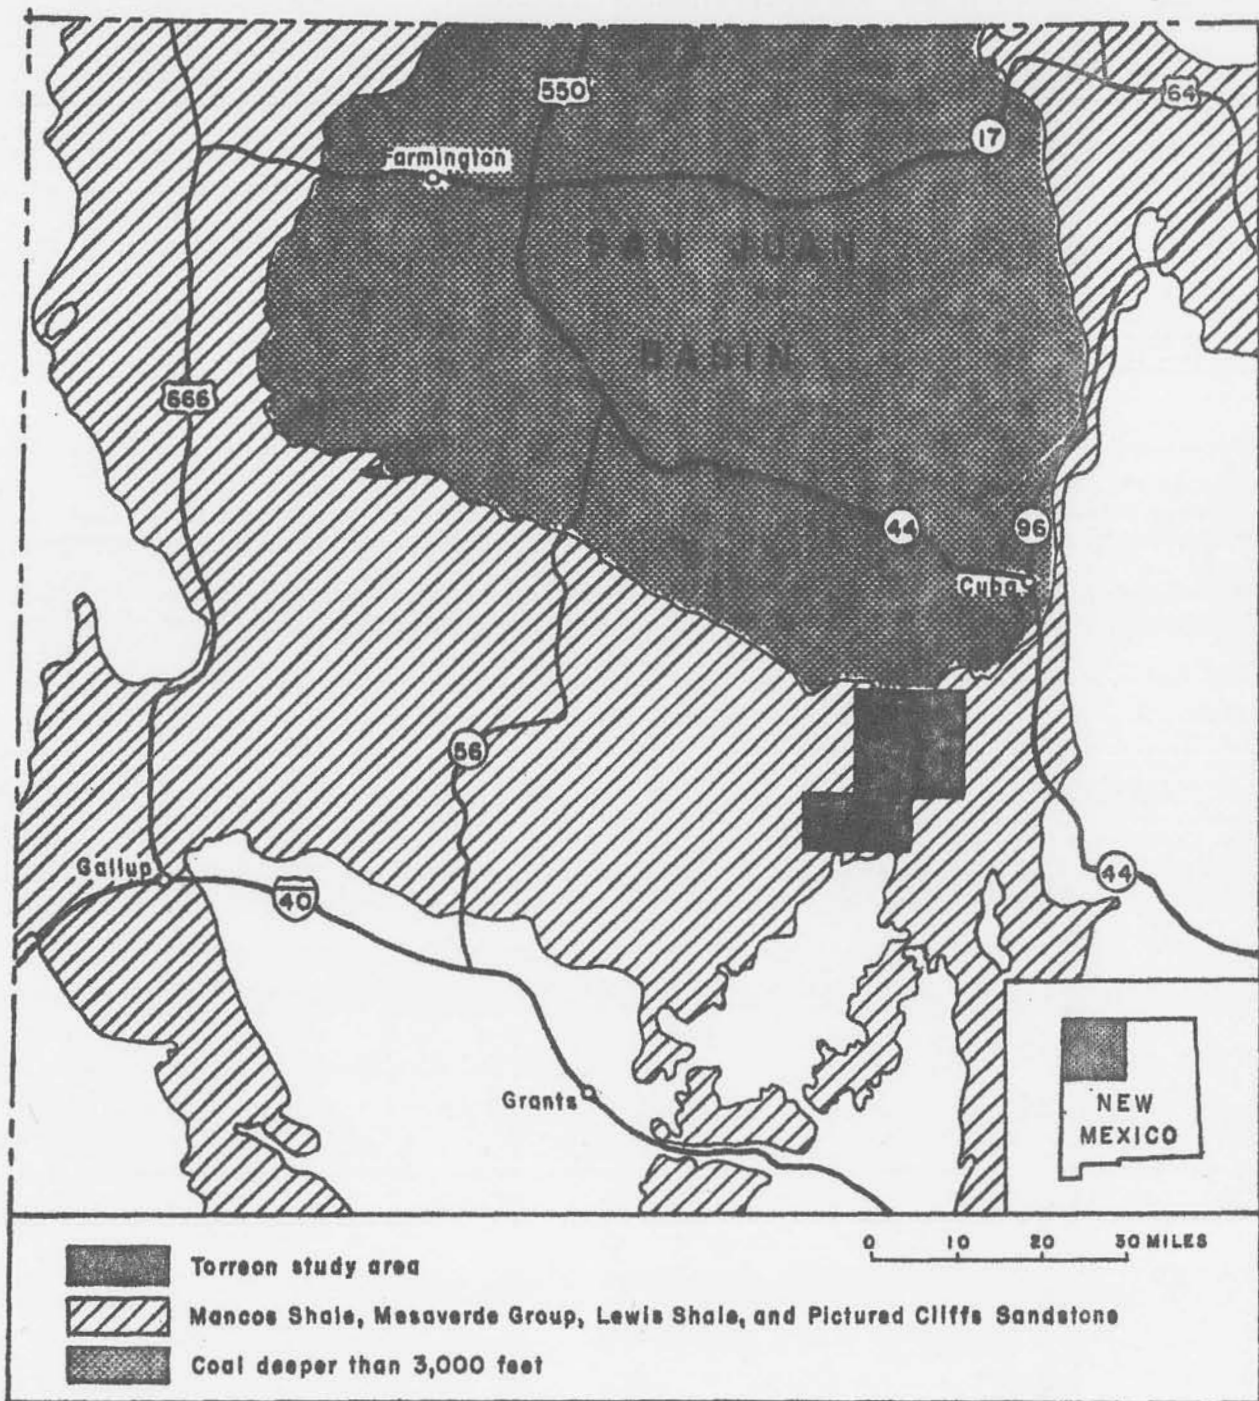 550
64
17
Farmington
SAN JUAN
BASIN
666
44
96
Cuba
56
Gallup
40
44
Grants
NEW
MEXICO
0 10 20 30 MILES
Torreon study area
Mancos Shale, Mesaverde Group, Lewis Shale, and Pictured Cliffs Sandstone
Coal deeper than 3,000 feet